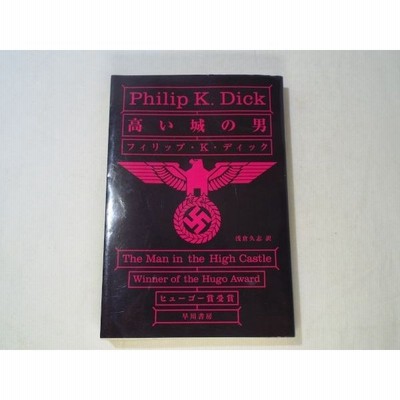 Philip K. Dick
高い城の男
フィリップ・K・ディック
浅倉久志 訳
The Man in the High Castle
Winner of the Hugo Award
ヒューゴー賞受賞
早川書房